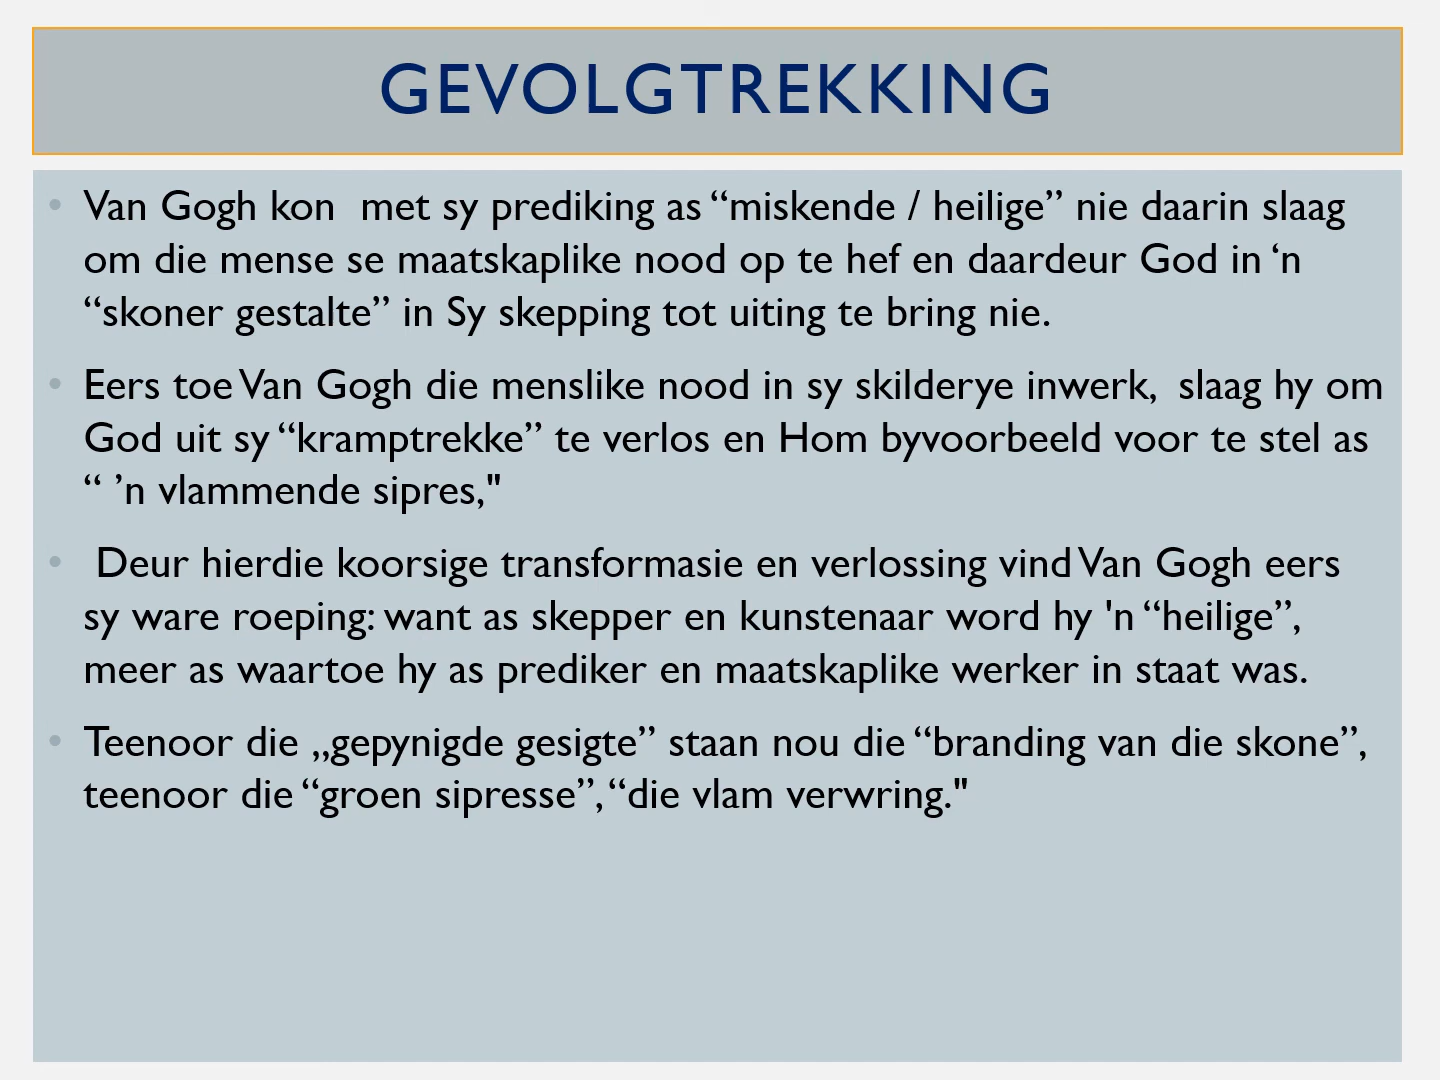 GEVOLGTREKKING
• Van Gogh kon  met sy prediking as “miskende / heilige” nie daarin slaag
om die mense se maatskaplike nood op te hef en daardeur God in ‘n
“skoner gestalte” in Sy skepping tot uiting te bring nie.
• Eers toe Van Gogh die menslike nood in sy skilderye inwerk,  slaag hy om
God uit sy “kramptrekke” te verlos en Hom byvoorbeeld voor te stel as
“ ’n vlammende sipres,"
• Deur hierdie koorsige transformasie en verlossing vind Van Gogh eers
sy ware roeping: want as skepper en kunstenaar word hy 'n “heilige”,
meer as waartoe hy as prediker en maatskaplike werker in staat was.
• Teenoor die „gepynigde gesigte” staan nou die “branding van die skone”,
teenoor die “groen sipresse”, “die vlam verwring."